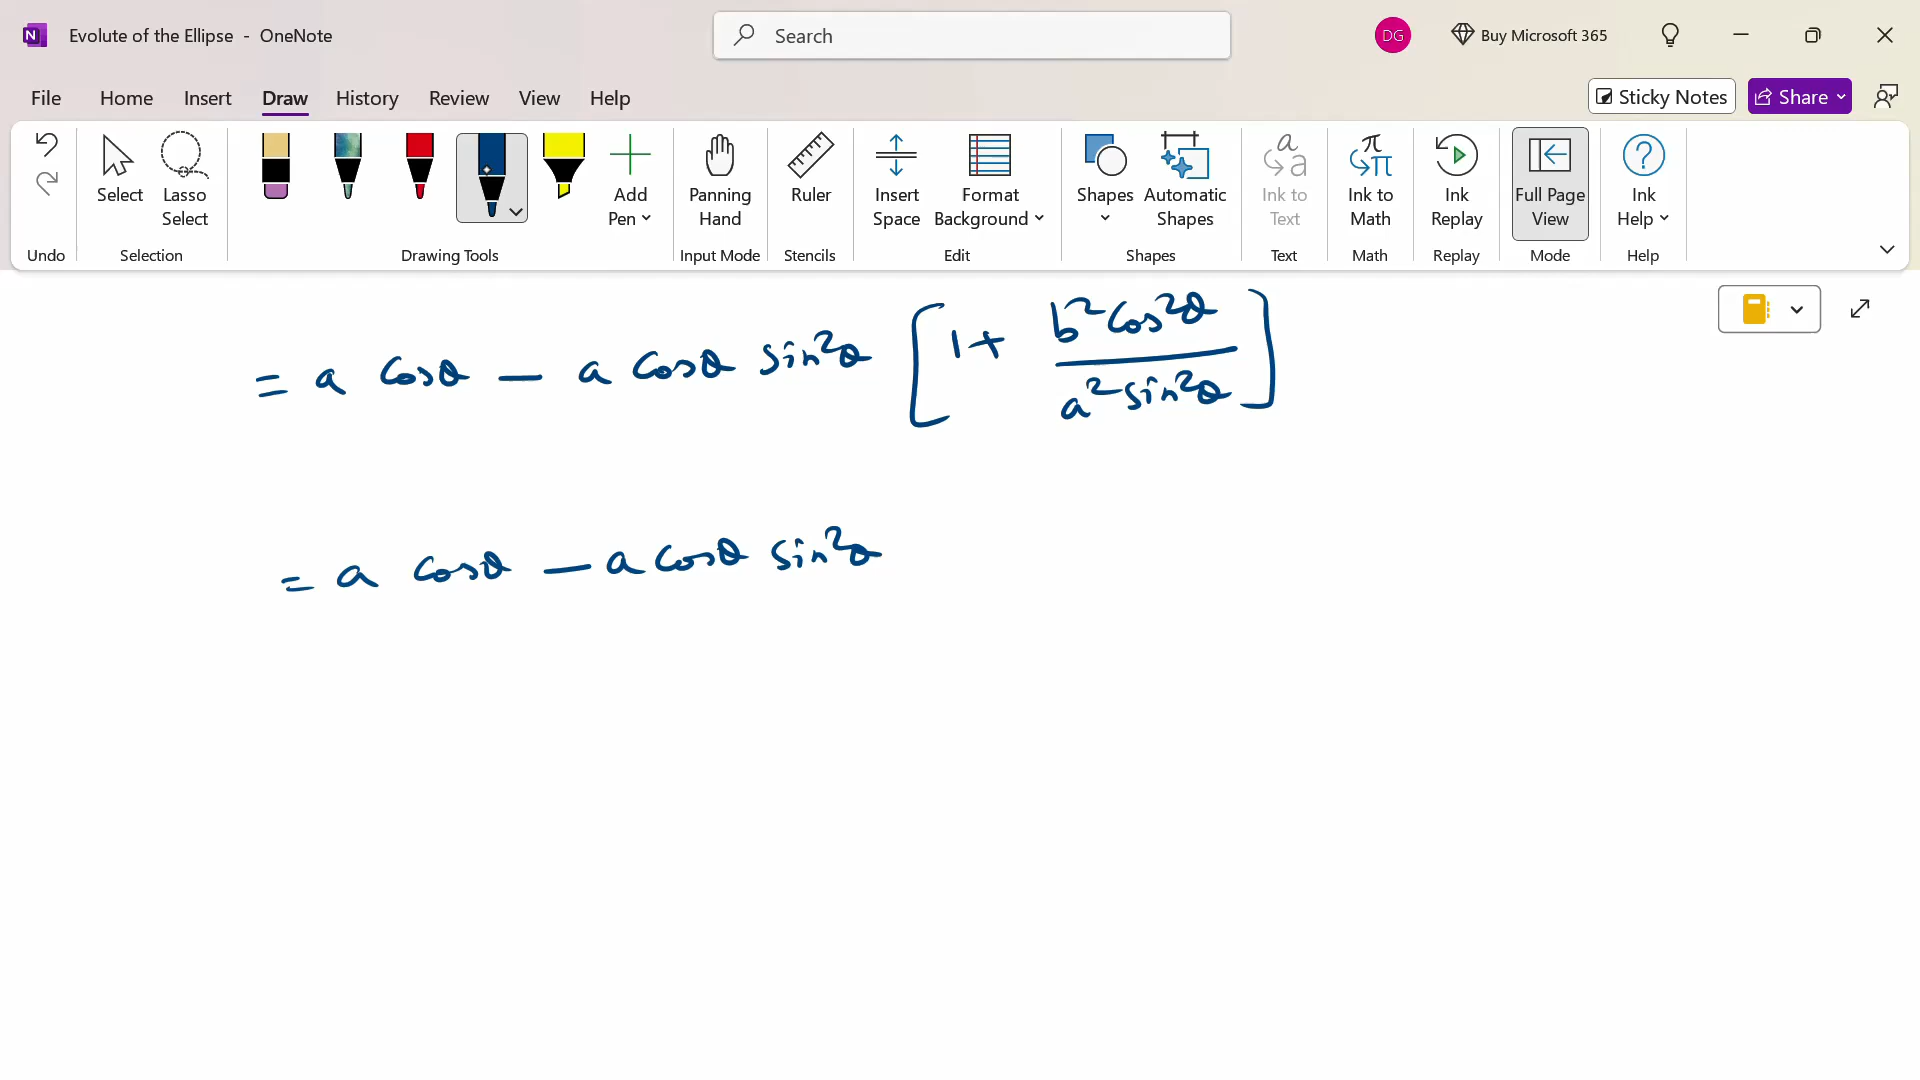 Evolute of the Ellipse - OneNote
Search
DG
Buy Microsoft 365
File Home Insert Draw History Review View Help
Sticky Notes
Share
Select
Lasso Select
Add Pen
Panning Hand
Ruler
Insert Space
Format Background
Shapes
Automatic Shapes
Ink to Text
Ink to Math
Ink Replay
Full Page View
Ink Help
Undo Selection Drawing Tools Input Mode Stencils Edit Shapes Text Math Replay Mode Help
= a cosθ - a cosθ sin²θ [1 + b²cos²θ / a²sin²θ]
= a cosθ - a cosθ sin²θ